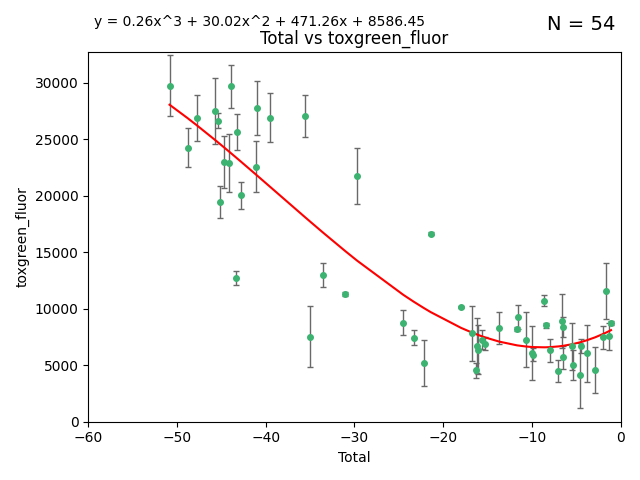 y = 0.26x^3 + 30.02x^2 + 471.26x + 8586.45
N = 54
Total vs toxgreen_fluor
30000
25000
20000
15000
10000
5000
0
toxgreen_fluor
−60 −50 −40 −30 −20 −10 0
Total